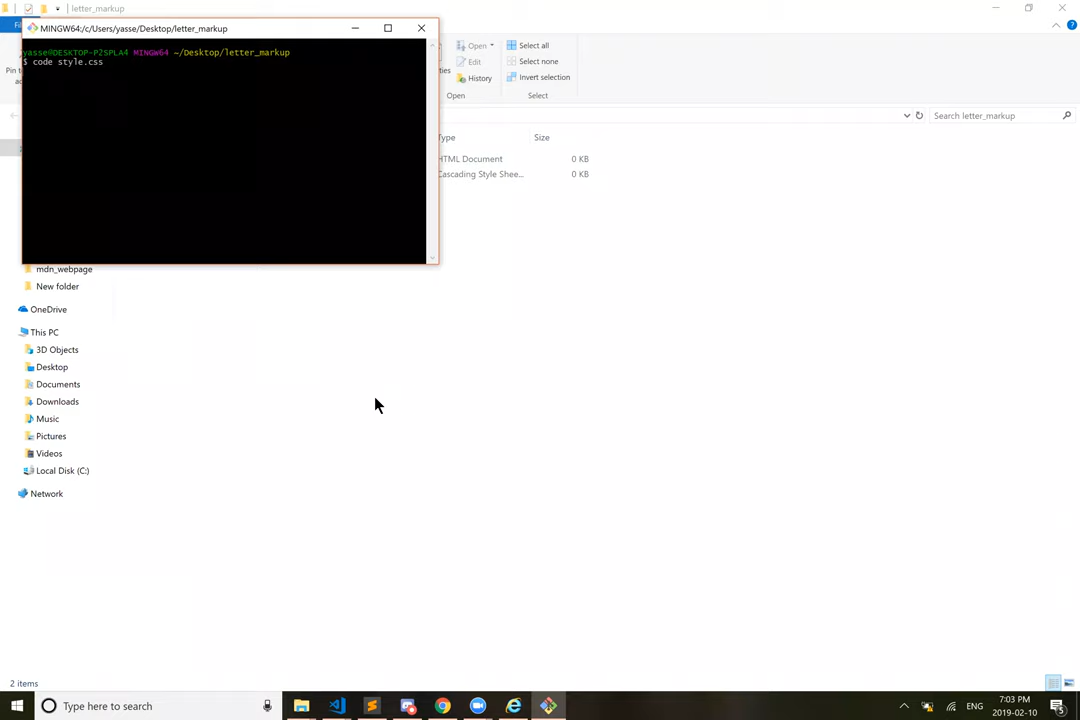 letter_markup
MINGW64:/c/Users/yasse/Desktop/letter_markup
yasse@DESKTOP-P2SPLA4 MINGW64 ~/Desktop/letter_markup
$ code style.css
Open
Select all
Edit
Select none
History
Invert selection
Open
Select
Search letter_markup
Type
Size
HTML Document
0 KB
Cascading Style Shee...
0 KB
mdn_webpage
New folder
OneDrive
This PC
3D Objects
Desktop
Documents
Downloads
Music
Pictures
Videos
Local Disk (C:)
Network
2 items
Type here to search
ENG
7:03 PM
2019-02-10
5